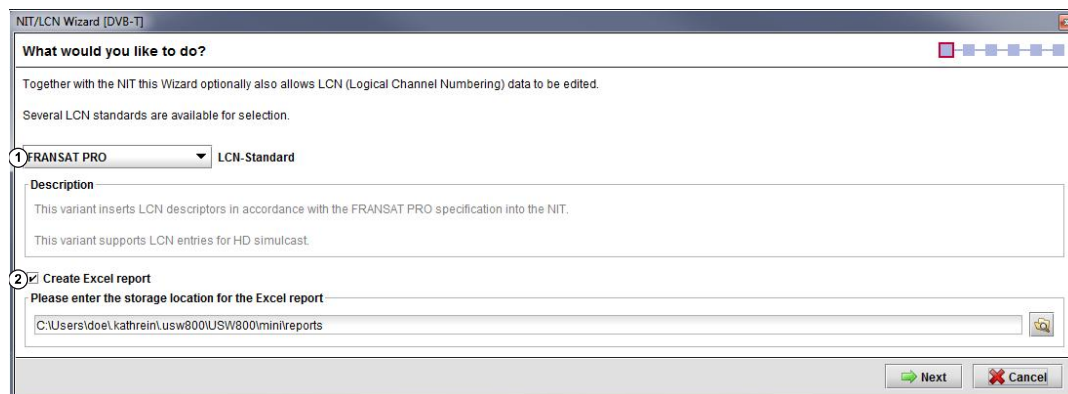 NIT/LCN Wizard [DVB-T]
What would you like to do?
Together with the NIT this Wizard optionally also allows LCN (Logical Channel Numbering) data to be edited.
Several LCN standards are available for selection.
1 FRANSAT PRO LCN-Standard
Description
This variant inserts LCN descriptors in accordance with the FRANSAT PRO specification into the NIT.
This variant supports LCN entries for HD simulcast.
2 Create Excel report
Please enter the storage location for the Excel report
C:\Users\doe\.kathrein\.usw800\USW800\mini\reports
Next Cancel